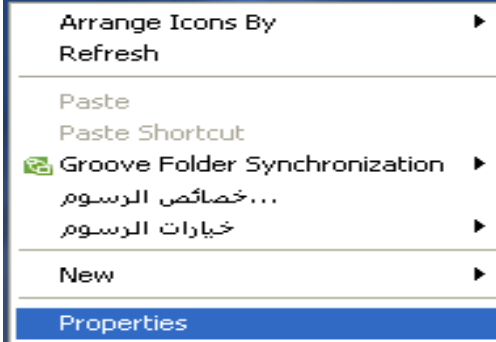 Arrange Icons By
Refresh
Paste
Paste Shortcut
Groove Folder Synchronization
خصائص الرسوم...
خيارات الرسوم
New
Properties